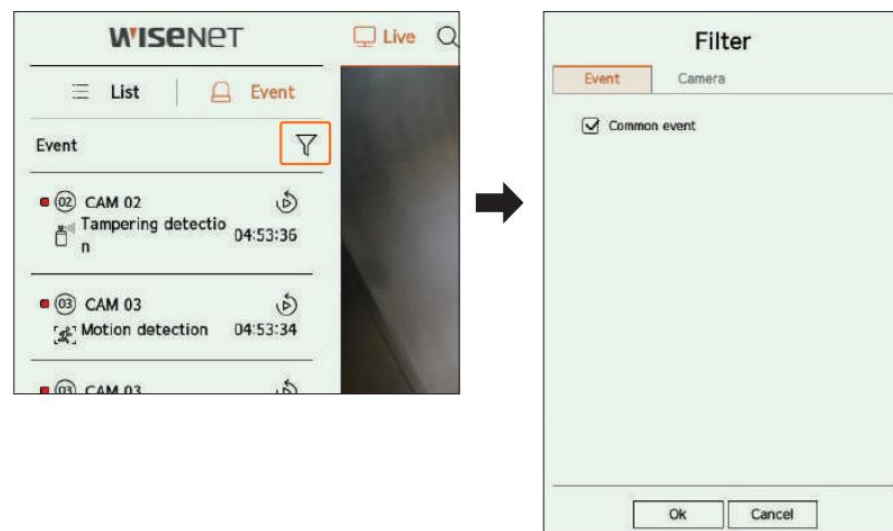 WISENET
Live
List
Event
Event
02 CAM 02
Tampering detectio
n
04:53:36
03 CAM 03
Motion detection 04:53:34
03 CAM 03
Filter
Event Camera
Common event
Ok Cancel